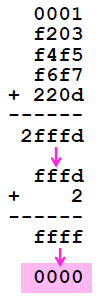 0001
f203
f4f5
f6f7
+ 220d
------
2fffd
fffd
+ 2
------
ffff
0000